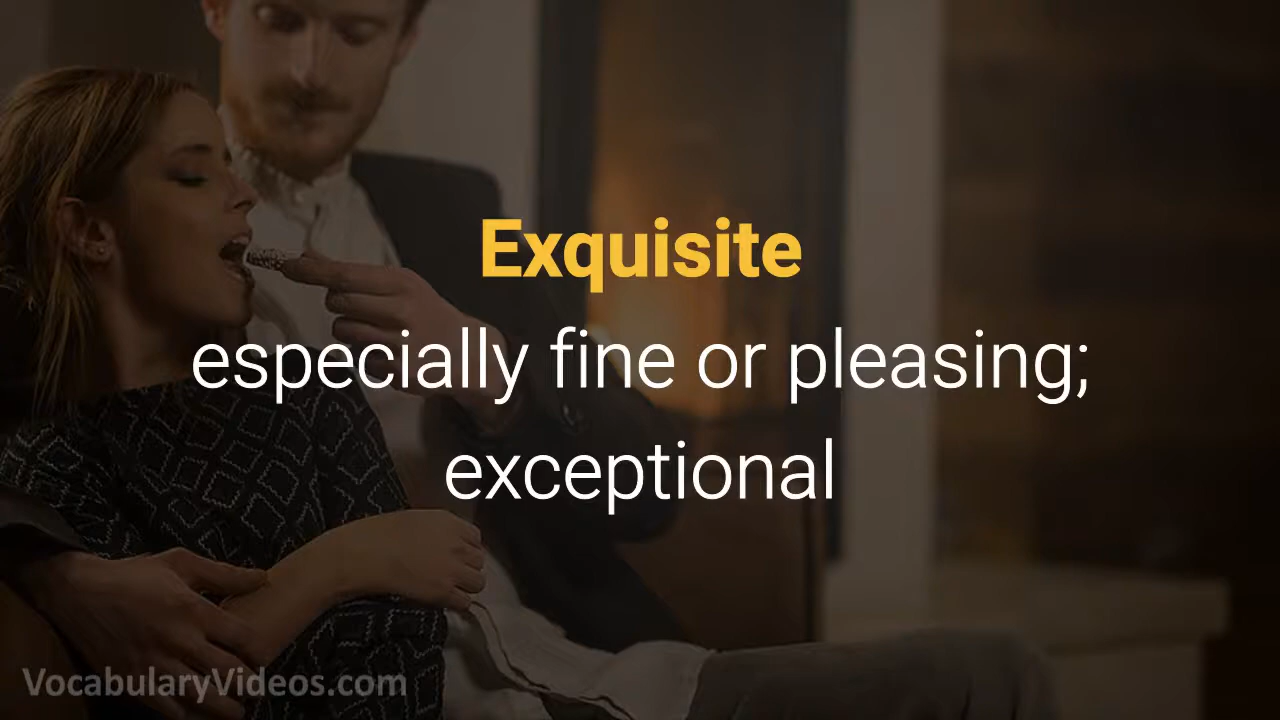 Exquisite
especially fine or pleasing;
exceptional
VocabularyVideos.com